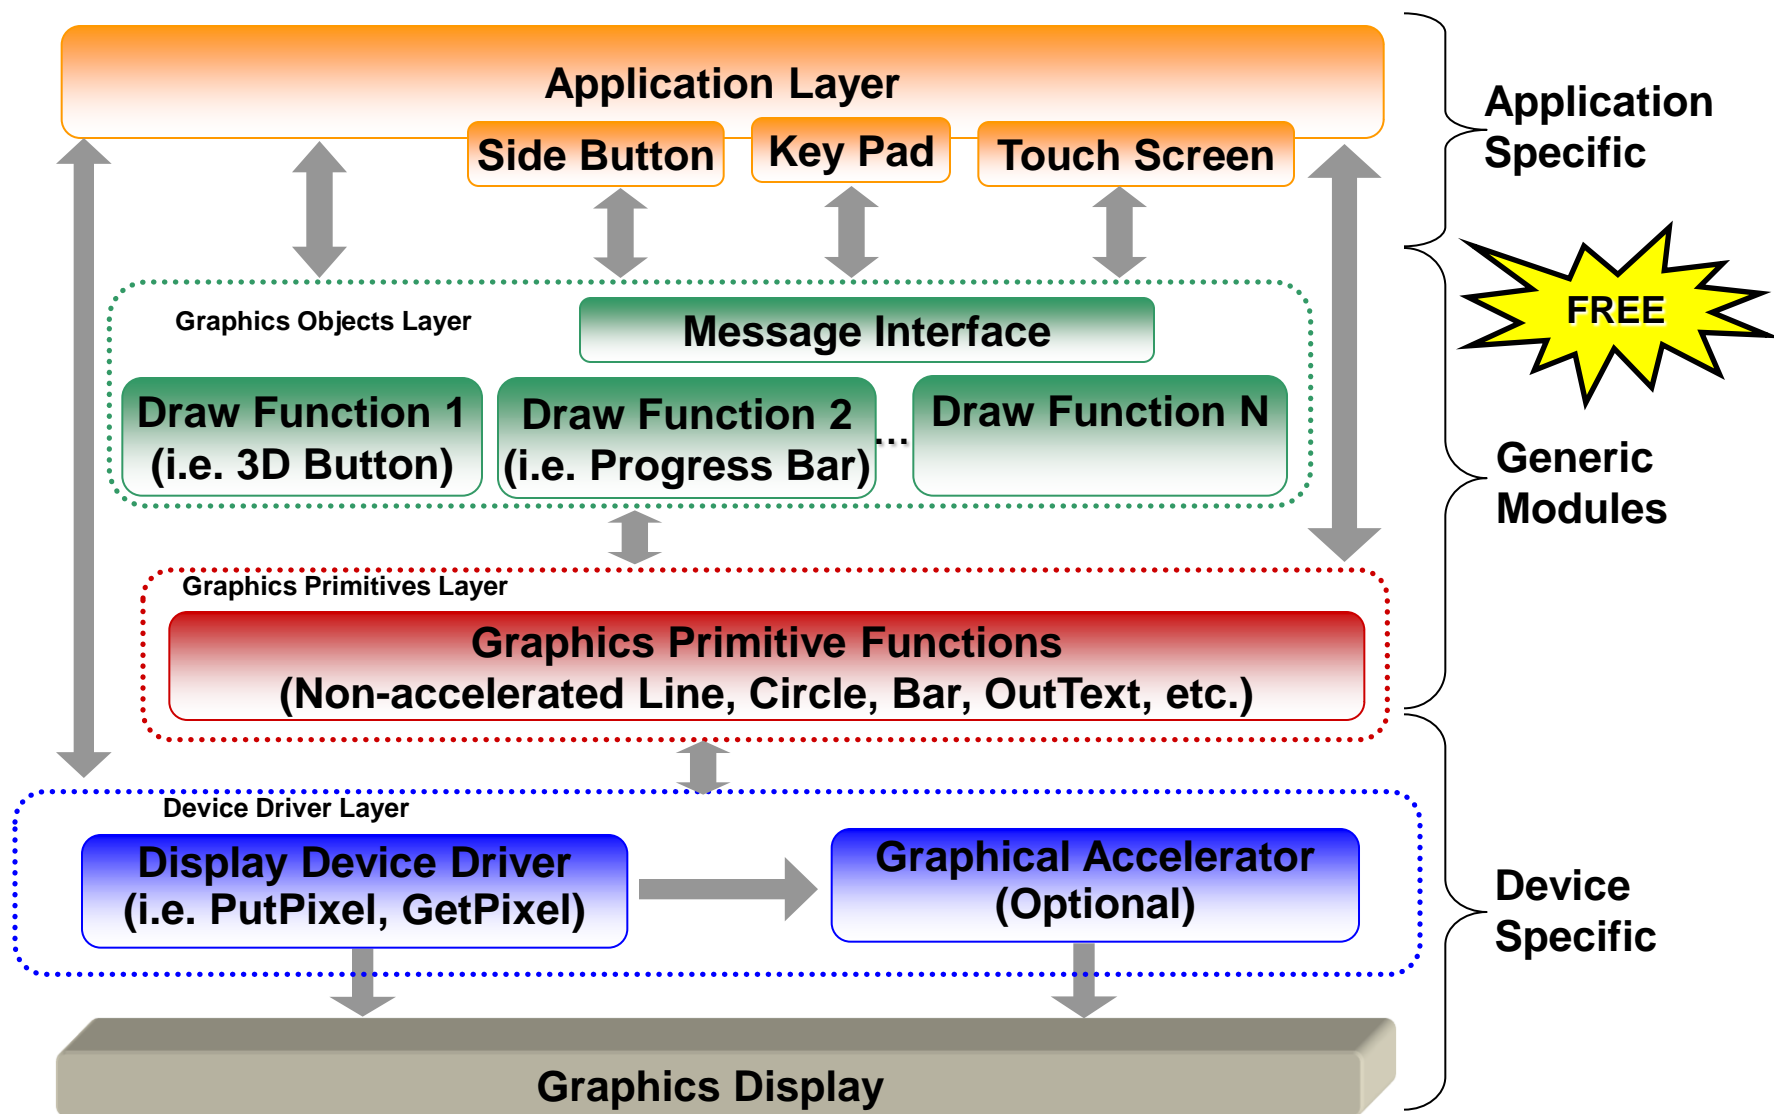 Application Layer
Side Button
Key Pad
Touch Screen
Application
Specific
FREE
Graphics Objects Layer
Message Interface
Draw Function 1
(i.e. 3D Button)
Draw Function 2
(i.e. Progress Bar)
...
Draw Function N
Generic
Modules
Graphics Primitives Layer
Graphics Primitive Functions
(Non-accelerated Line, Circle, Bar, OutText, etc.)
Device Driver Layer
Display Device Driver
(i.e. PutPixel, GetPixel)
Graphical Accelerator
(Optional)
Device
Specific
Graphics Display